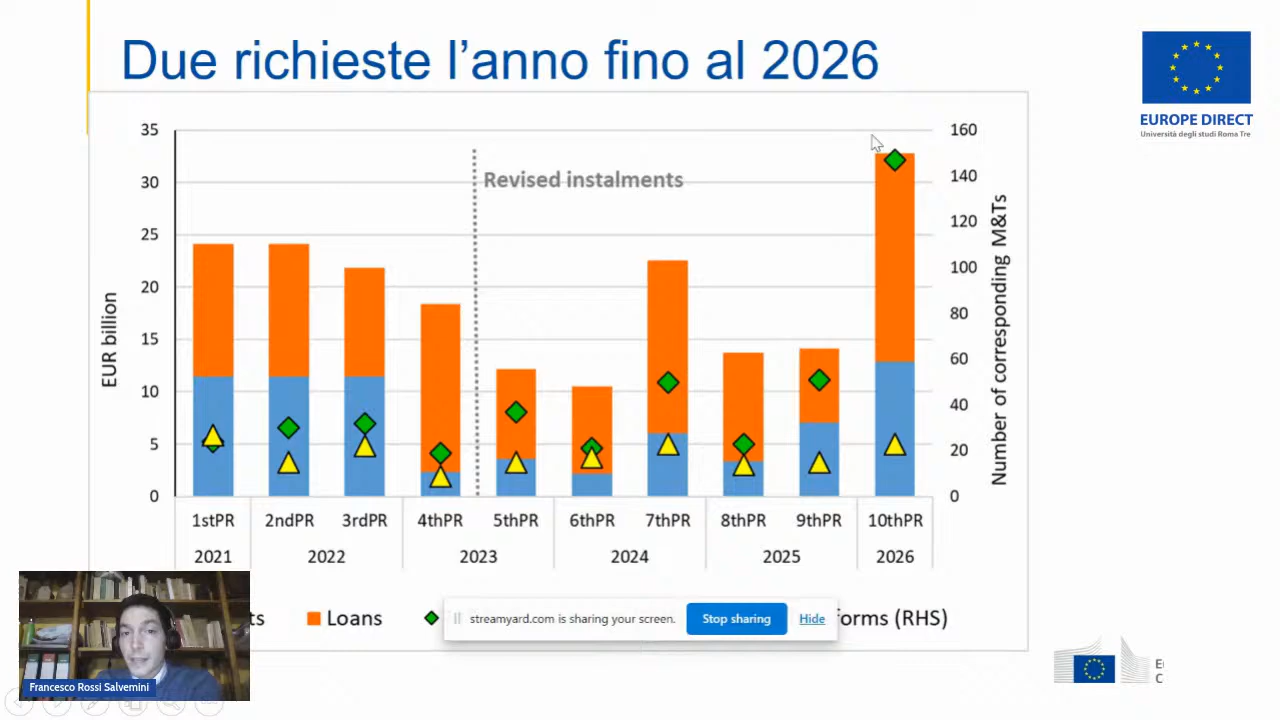 Due richieste l'anno fino al 2026
EUROPE DIRECT
Università degli studi Roma Tre
35
30
25
20
15
10
5
0
EUR billion
Revised instalments
160
140
120
100
80
60
40
20
0
Number of corresponding M&Ts
1stPR 2ndPR 3rdPR 4thPR 5thPR 6thPR 7thPR 8thPR 9thPR 10thPR
2021 2022 2023 2024 2025 2026
ts Loans orms (RHS)
streamyard.com is sharing your screen. Stop sharing Hide
Francesco Rossi Salvemini